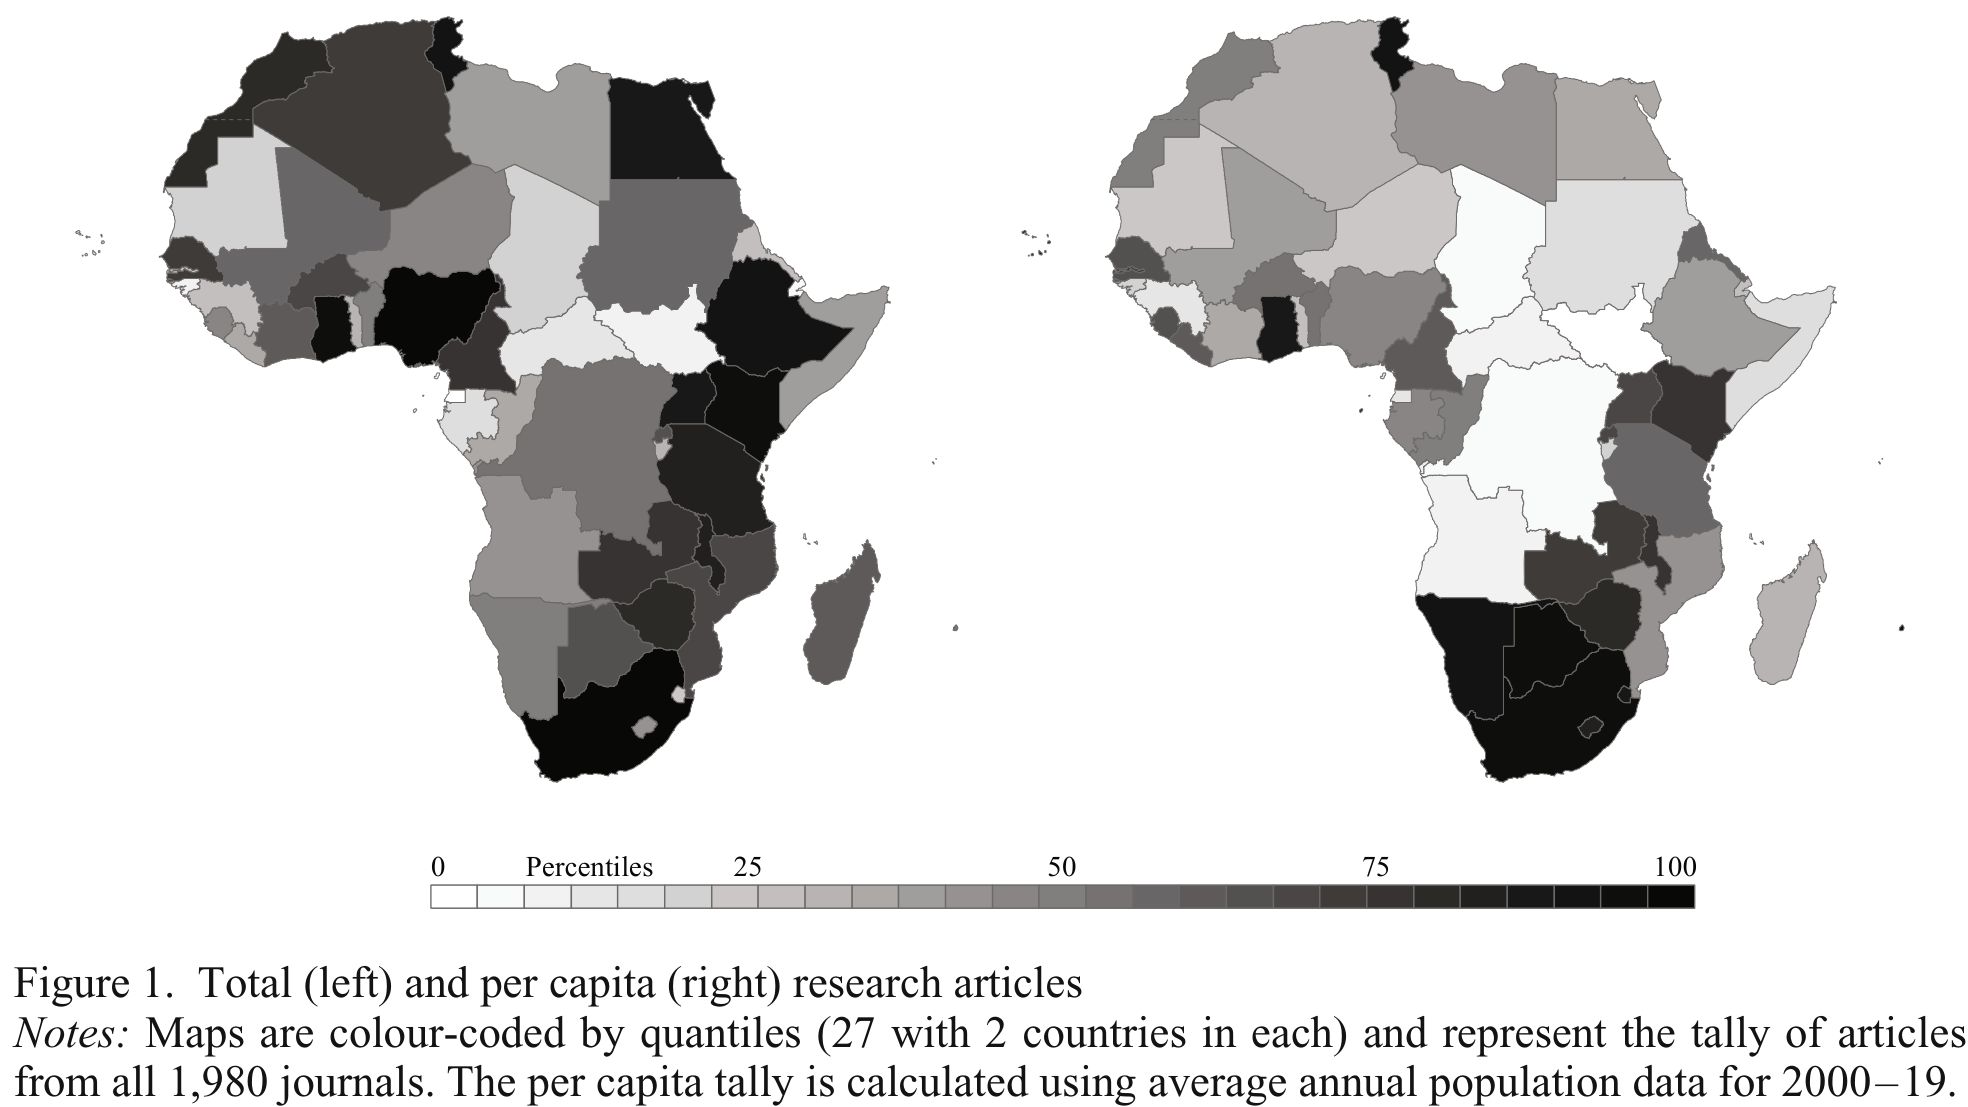 0 Percentiles 25 50 75 100
Figure 1. Total (left) and per capita (right) research articles
Notes: Maps are colour-coded by quantiles (27 with 2 countries in each) and represent the tally of articles
from all 1,980 journals. The per capita tally is calculated using average annual population data for 2000–19.